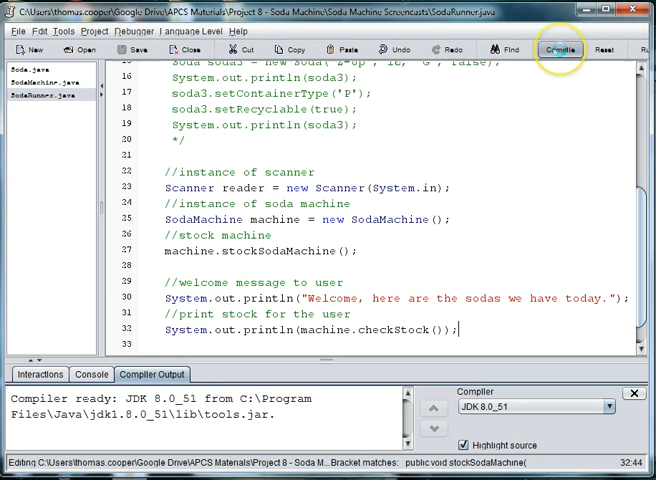 C:\Users\thomas.cooper\Google Drive\APCS Materials\Project 8 - Soda Machine\Soda Machine Screencasts\SodaRunner.java
File Edit Tools Project Debugger Language Level Help
New Open Save Close Cut Copy Paste Undo Redo Find Compile Reset Ru
Soda.java
SodaMachine.java
SodaRunner.java
15 Soda soda3 = new Soda("Z-Up", 12, 'G', false);
16 System.out.println(soda3);
17 soda3.setContainerType('P');
18 soda3.setRecyclable(true);
19 System.out.println(soda3);
20 */
21
22 //instance of scanner
23 Scanner reader = new Scanner(System.in);
24 //instance of soda machine
25 SodaMachine machine = new SodaMachine();
26 //stock machine
27 machine.stockSodaMachine();
28
29 //welcome message to user
30 System.out.println("Welcome, here are the sodas we have today.");
31 //print stock for the user
32 System.out.println(machine.checkStock());
33
Interactions Console Compiler Output
Compiler ready: JDK 8.0_51 from C:\Program
Files\Java\jdk1.8.0_51\lib\tools.jar.
Compiler
JDK 8.0_51
Highlight source
Editing C:\Users\thomas.cooper\Google Drive\APCS Materials\Project 8 - Soda M... Bracket matches: public void stockSodaMachine( 32:44